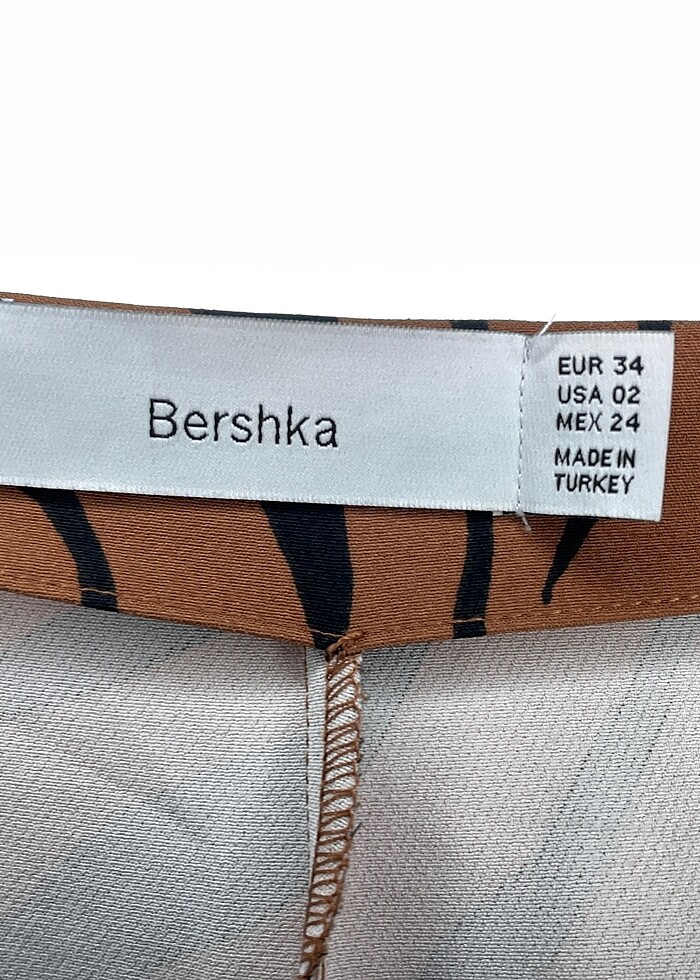 Bershka
EUR 34
USA 02
MEX 24
MADE IN
TURKEY